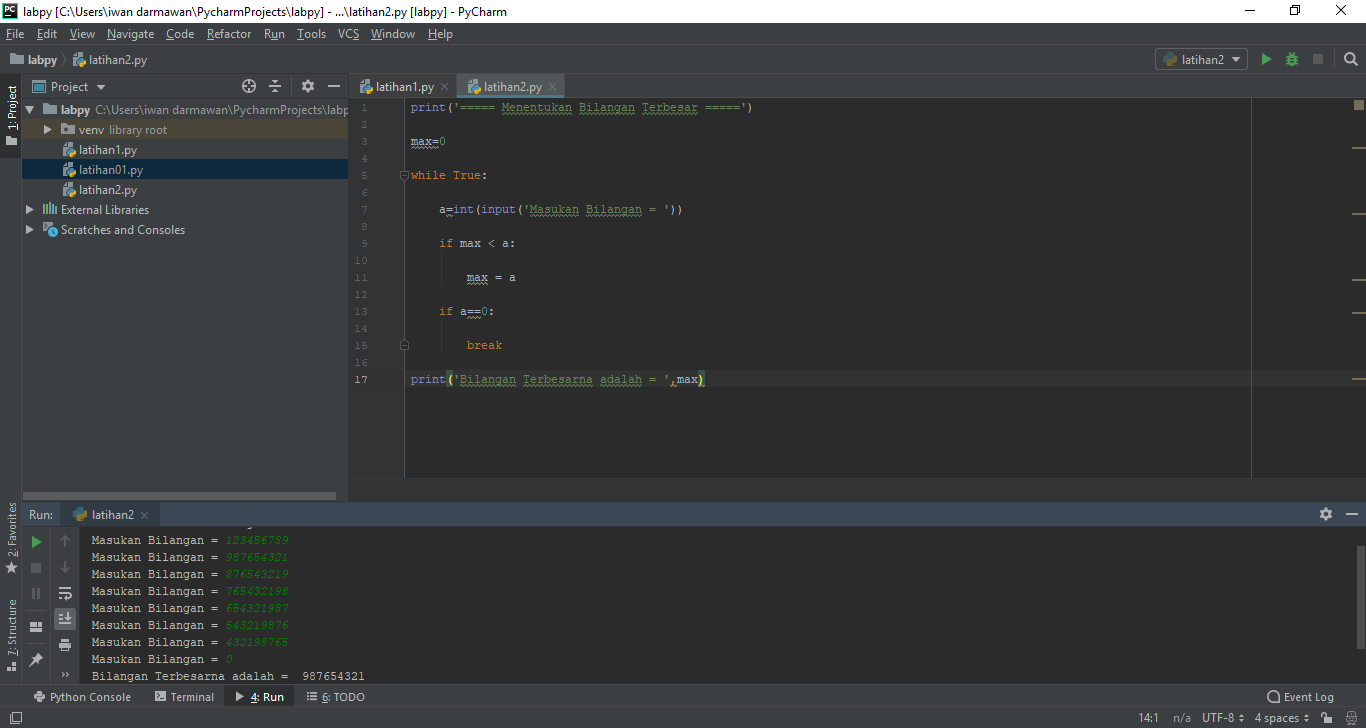 labpy [C:\Users\iwan darmawan\PycharmProjects\labpy] - ...\latihan2.py [labpy] - PyCharm
File Edit View Navigate Code Refactor Run Tools VCS Window Help
labpy latihan2.py
latihan2
1: Project
Project
labpy C:\Users\iwan darmawan\PycharmProjects\labp
venv library root
latihan1.py
latihan01.py
latihan2.py
External Libraries
Scratches and Consoles
latihan1.py latihan2.py
1 print('===== Menentukan Bilangan Terbesar =====')
2
3 max=0
4
5 while True:
6
7 a=int(input('Masukan Bilangan = '))
8
9 if max < a:
10
11 max = a
12
13 if a==0:
14
15 break
16
17 print('Bilangan Terbesarna adalah = ',max)
2: Favorites
7: Structure
Run: latihan2
Masukan Bilangan = 123456789
Masukan Bilangan = 987654321
Masukan Bilangan = 876543219
Masukan Bilangan = 765432198
Masukan Bilangan = 654321987
Masukan Bilangan = 543219876
Masukan Bilangan = 432198765
Masukan Bilangan = 0
Bilangan Terbesarna adalah =  987654321
Python Console Terminal 4: Run 6: TODO Event Log
14:1 n/a UTF-8 4 spaces